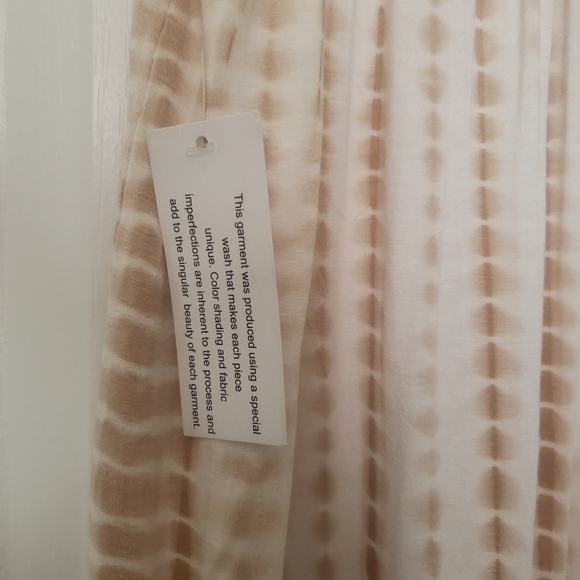 This garment was produced using a special
wash that makes each piece
unique. Color shading and fabric
imperfections are inherent to the process and
add to the singular beauty of each garment.